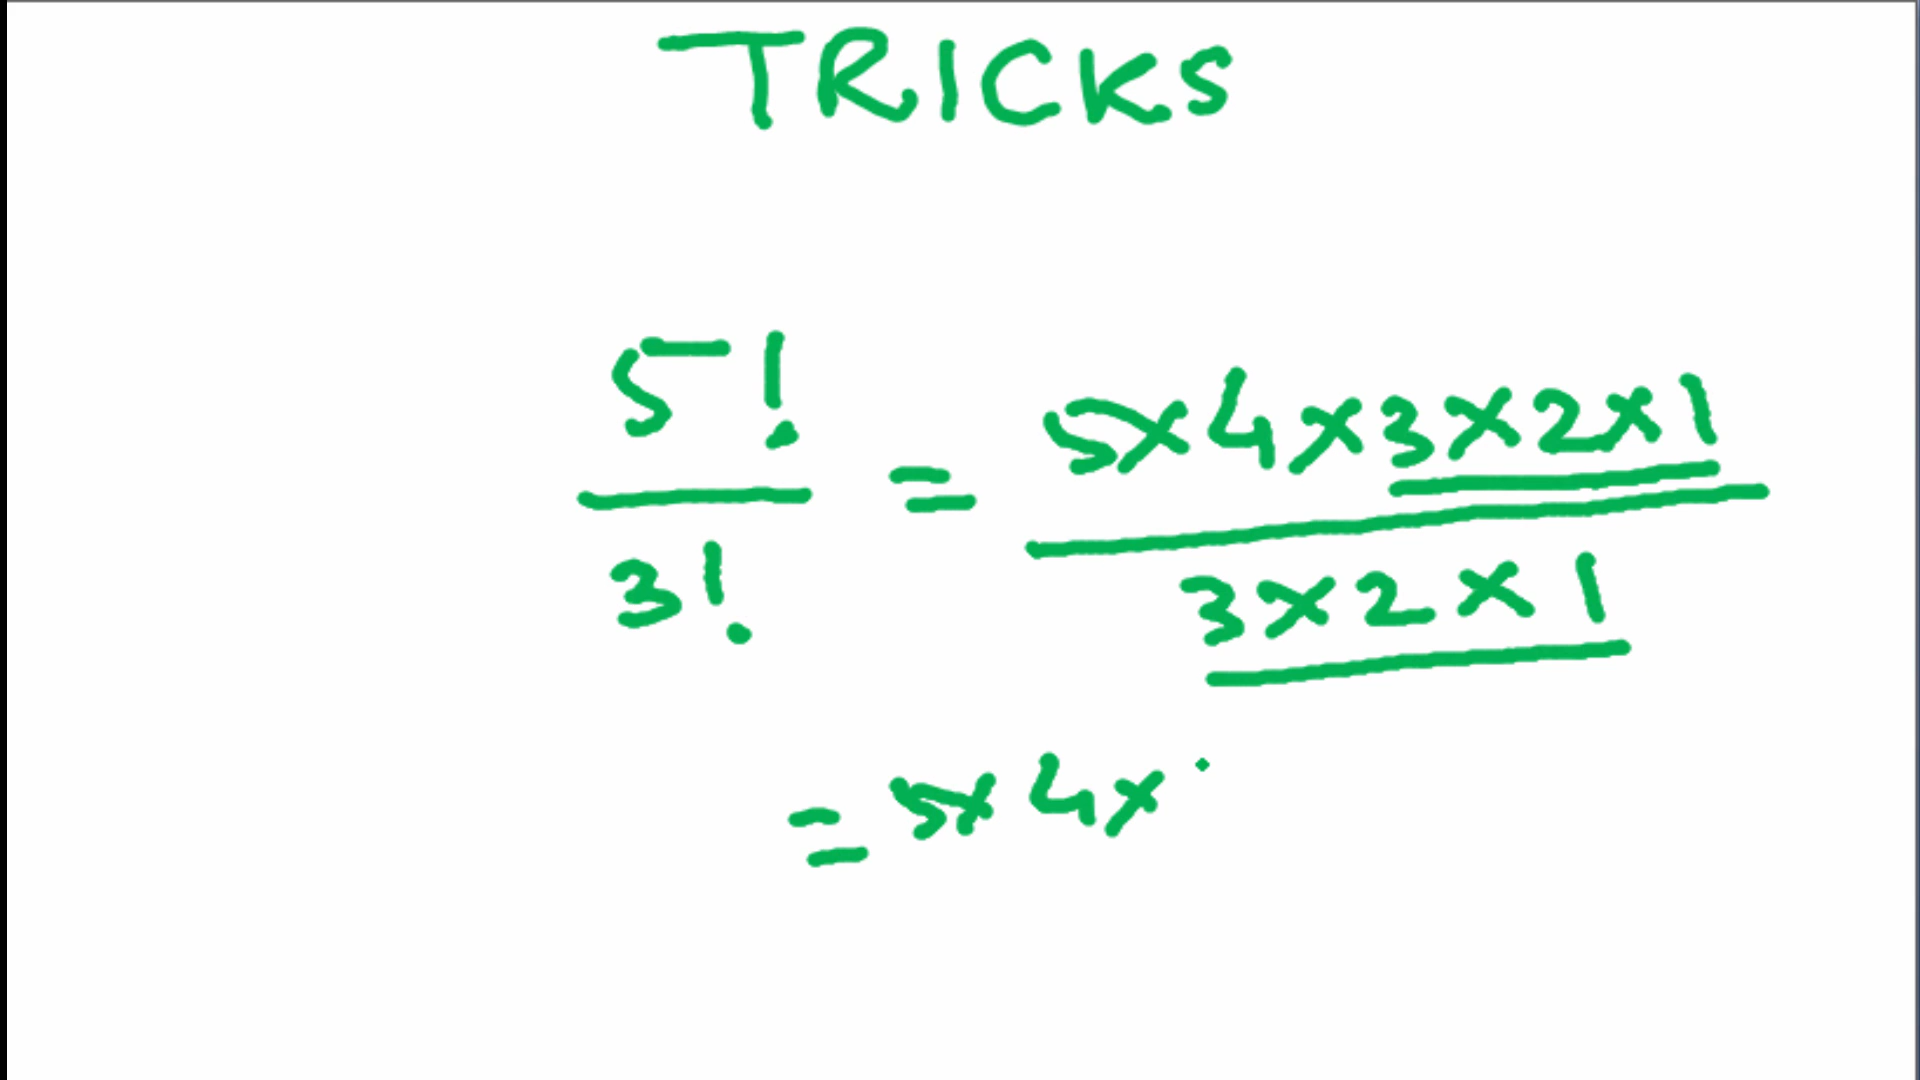 TRICKS
5! / 3! = 5x4x3x2x1 / 3x2x1
= 5x4x